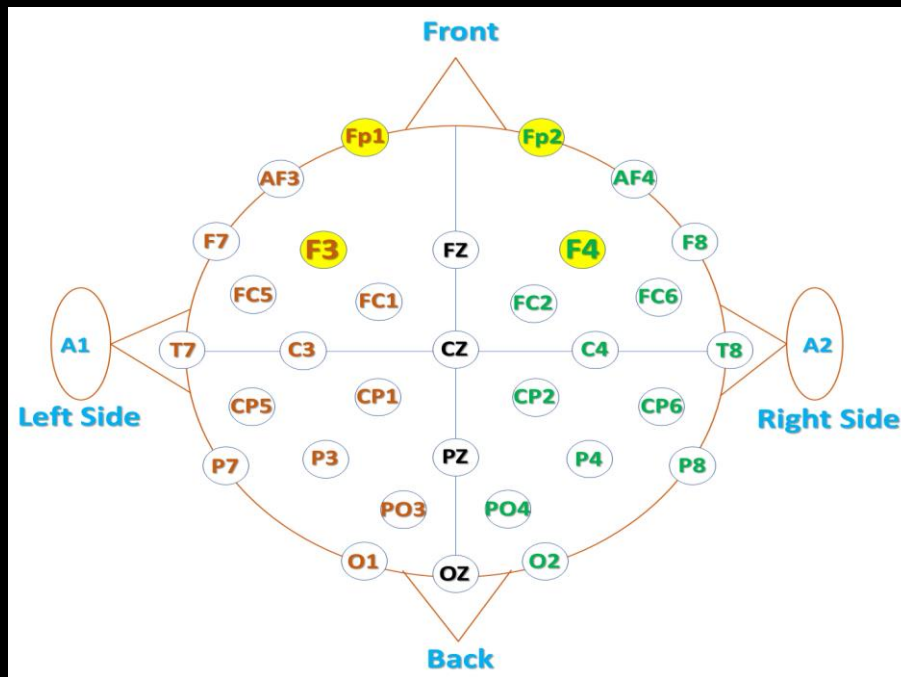 Front
Fp1 Fp2
AF3 AF4
F7 F3 FZ F4 F8
FC5 FC1 FC2 FC6
A1 T7 C3 CZ C4 T8 A2
CP5 CP1 CP2 CP6
Left Side Right Side
P7 P3 PZ P4 P8
PO3 PO4
O1 OZ O2
Back